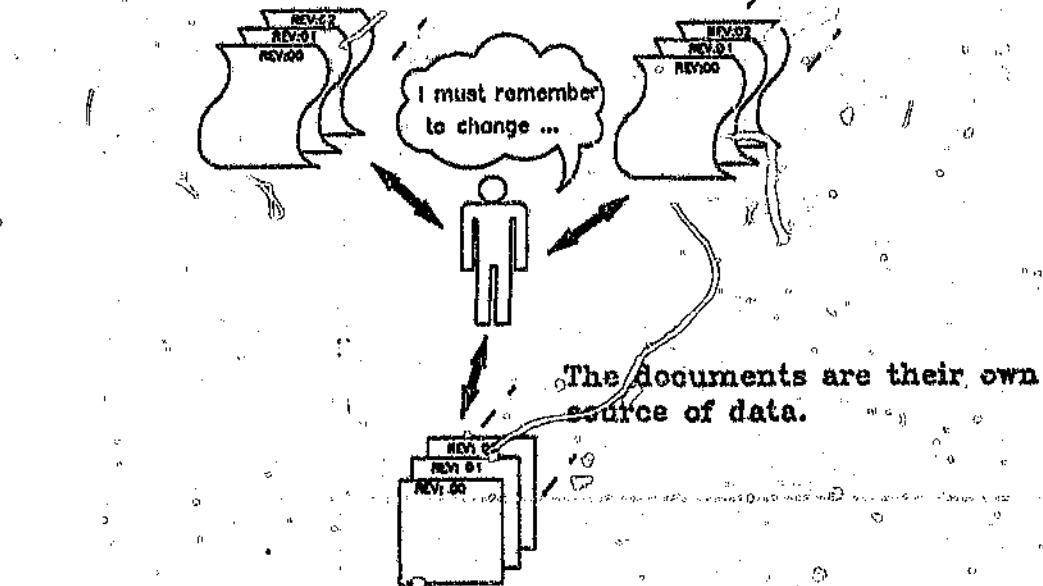 REV:02
REV:01
REV:00
I must remember
to change ...
REV:02
REV:01
REV:00
The documents are their own
source of data.
REV:
REV: 01
REV: 00